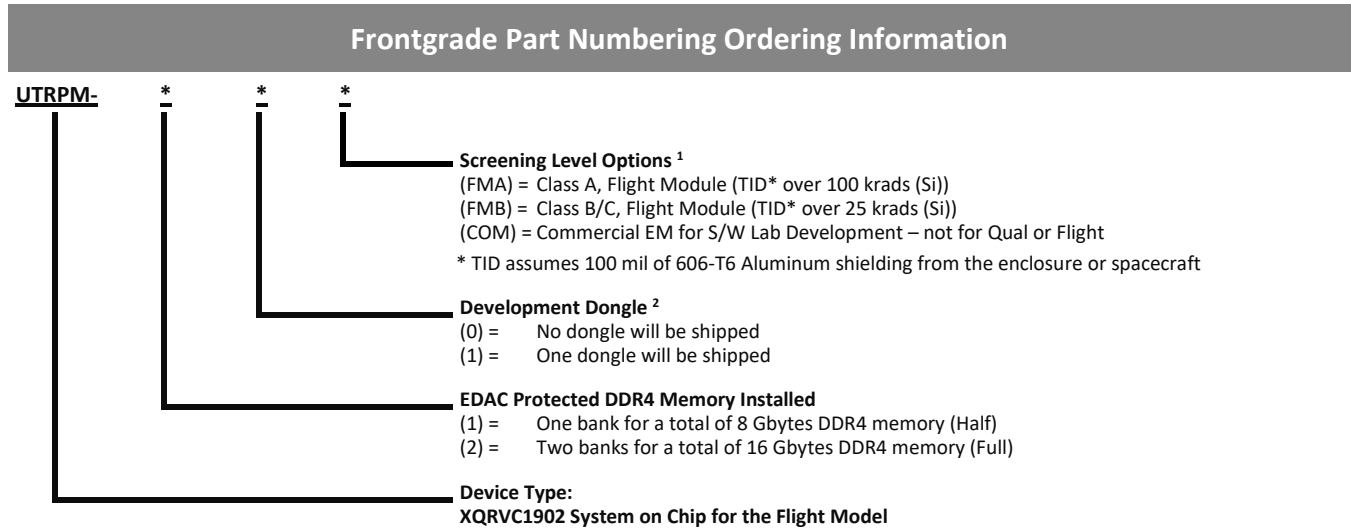 Frontgrade Part Numbering Ordering Information
UTRPM- * * *
Screening Level Options 1
(FMA) = Class A, Flight Module (TID* over 100 krads (Si))
(FMB) = Class B/C, Flight Module (TID* over 25 krads (Si))
(COM) = Commercial EM for S/W Lab Development – not for Qual or Flight
* TID assumes 100 mil of 606-T6 Aluminum shielding from the enclosure or spacecraft
Development Dongle 2
(0) = No dongle will be shipped
(1) = One dongle will be shipped
EDAC Protected DDR4 Memory Installed
(1) = One bank for a total of 8 Gbytes DDR4 memory (Half)
(2) = Two banks for a total of 16 Gbytes DDR4 memory (Full)
Device Type:
XQRVC1902 System on Chip for the Flight Model